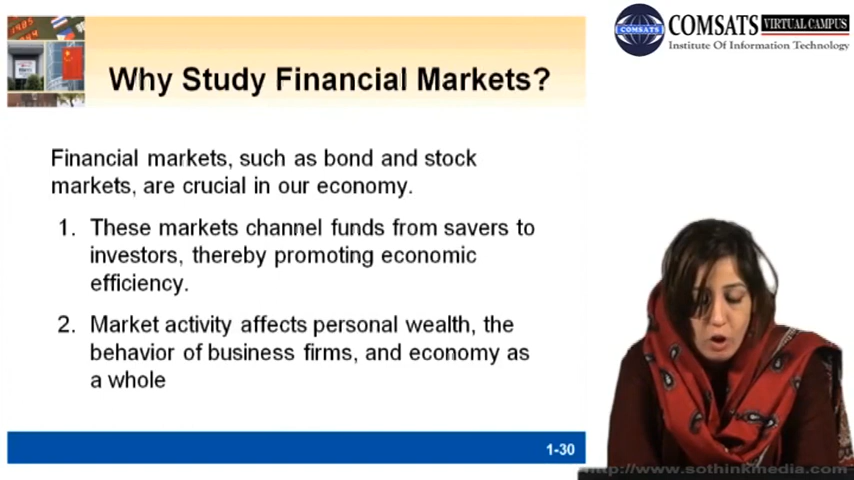 COMSATS VIRTUAL CAMPUS
Institute Of Information Technology
COMSATS
Why Study Financial Markets?
Financial markets, such as bond and stock
markets, are crucial in our economy.
1. These markets channel funds from savers to
investors, thereby promoting economic
efficiency.
2. Market activity affects personal wealth, the
behavior of business firms, and economy as
a whole
1-30
http://www.sothinkmedia.com